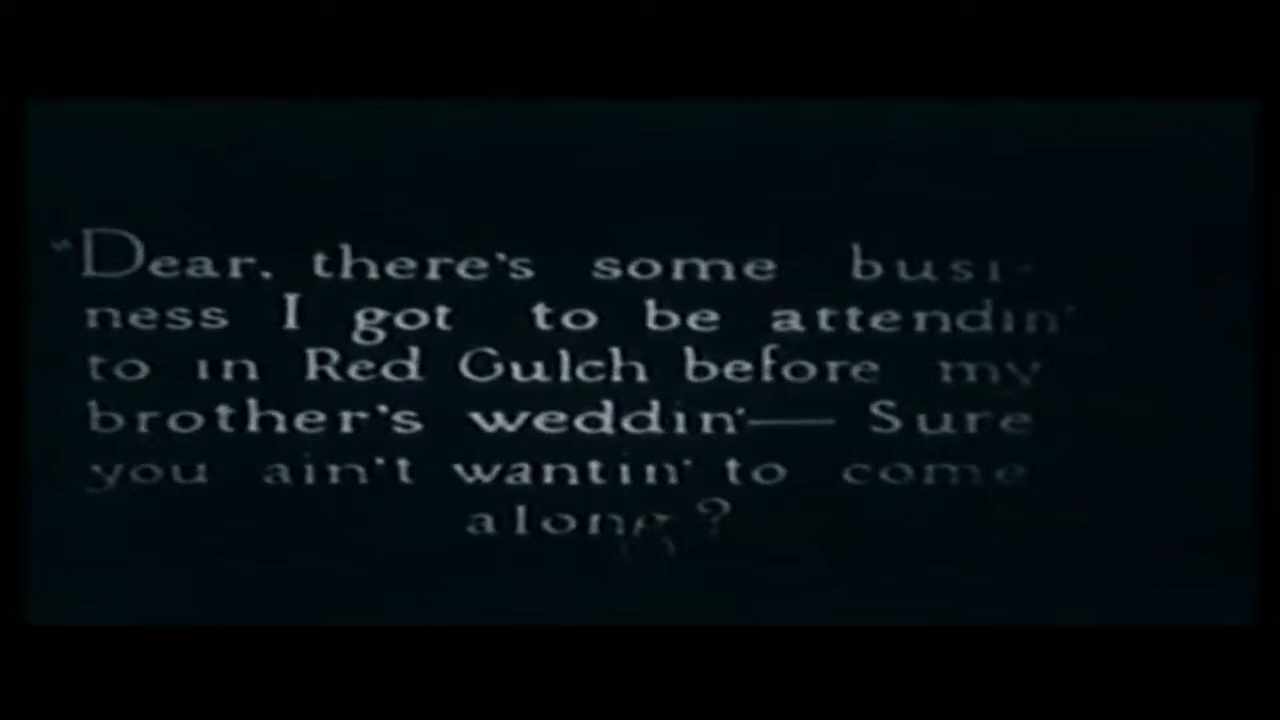 "Dear, there's some busi-
ness I got to be attendin'
to in Red Gulch before my
brother's weddin'— Sure
you ain't wantin' to come
along?